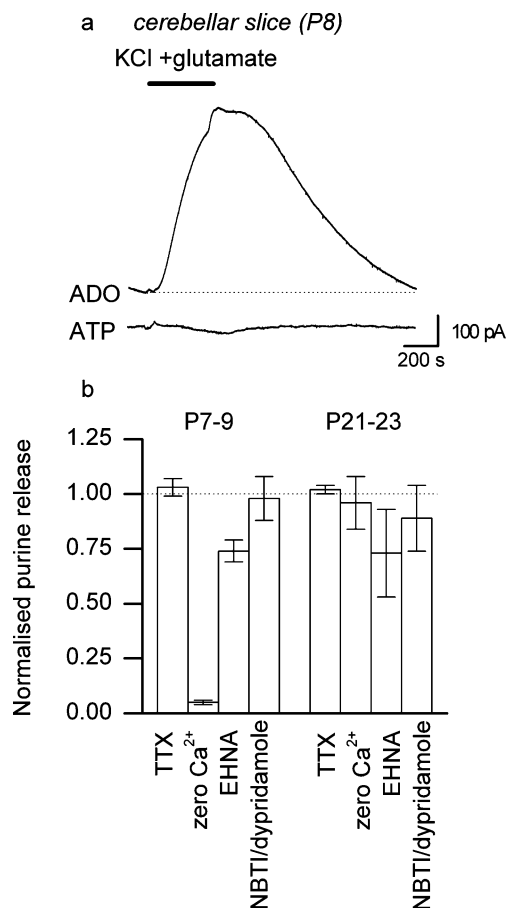 a cerebellar slice (P8)
KCl +glutamate
ADO
ATP
100 pA
200 s
b
P7-9 P21-23
Normalised purine release
1.25
1.00
0.75
0.50
0.25
0.00
TTX
zero Ca²⁺
EHNA
NBTI/dypridamole
TTX
zero Ca²⁺
EHNA
NBTI/dypridamole